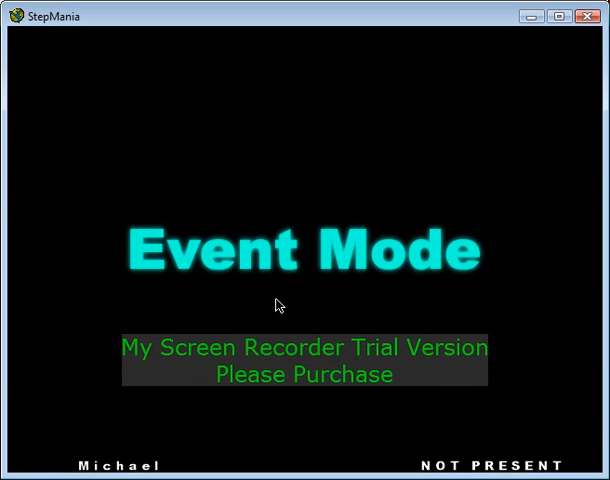 StepMania
Event Mode
My Screen Recorder Trial Version
Please Purchase
Michael
NOT PRESENT